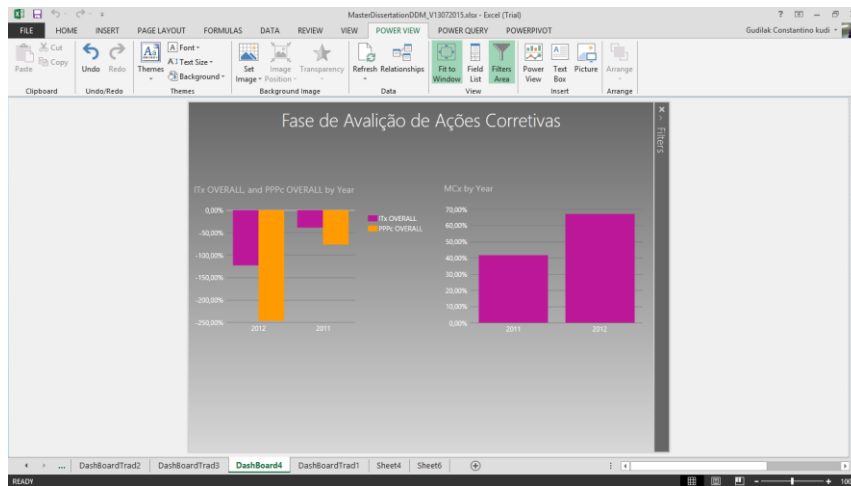 MasterDissertationDDM_V13072015.xlsx - Excel (Trial)
FILE HOME INSERT PAGE LAYOUT FORMULAS DATA REVIEW VIEW POWER VIEW POWER QUERY POWERPIVOT Gudilak Constantino kudi
Paste
Cut
Copy
Clipboard
Undo Redo
Undo/Redo
Themes
Font
Text Size
Background
Themes
Set Image
Image Position
Transparency
Background Image
Refresh Relationships
Data
Fit to Window
Field List
Filters Area
View
Power View
Text Box
Picture
Insert
Arrange
Arrange
Fase de Avalição de Ações Corretivas
Filters
ITx OVERALL, and PPPc OVERALL by Year
0,00%
-50,00%
-100,00%
-150,00%
-200,00%
-250,00%
2012 2011
ITx OVERALL
PPPc OVERALL
MCx by Year
70,00%
60,00%
50,00%
40,00%
30,00%
20,00%
10,00%
0,00%
2011 2012
... DashBoardTrad2 DashBoardTrad3 DashBoard4 DashBoardTrad1 Sheet4 Sheet6
READY 100